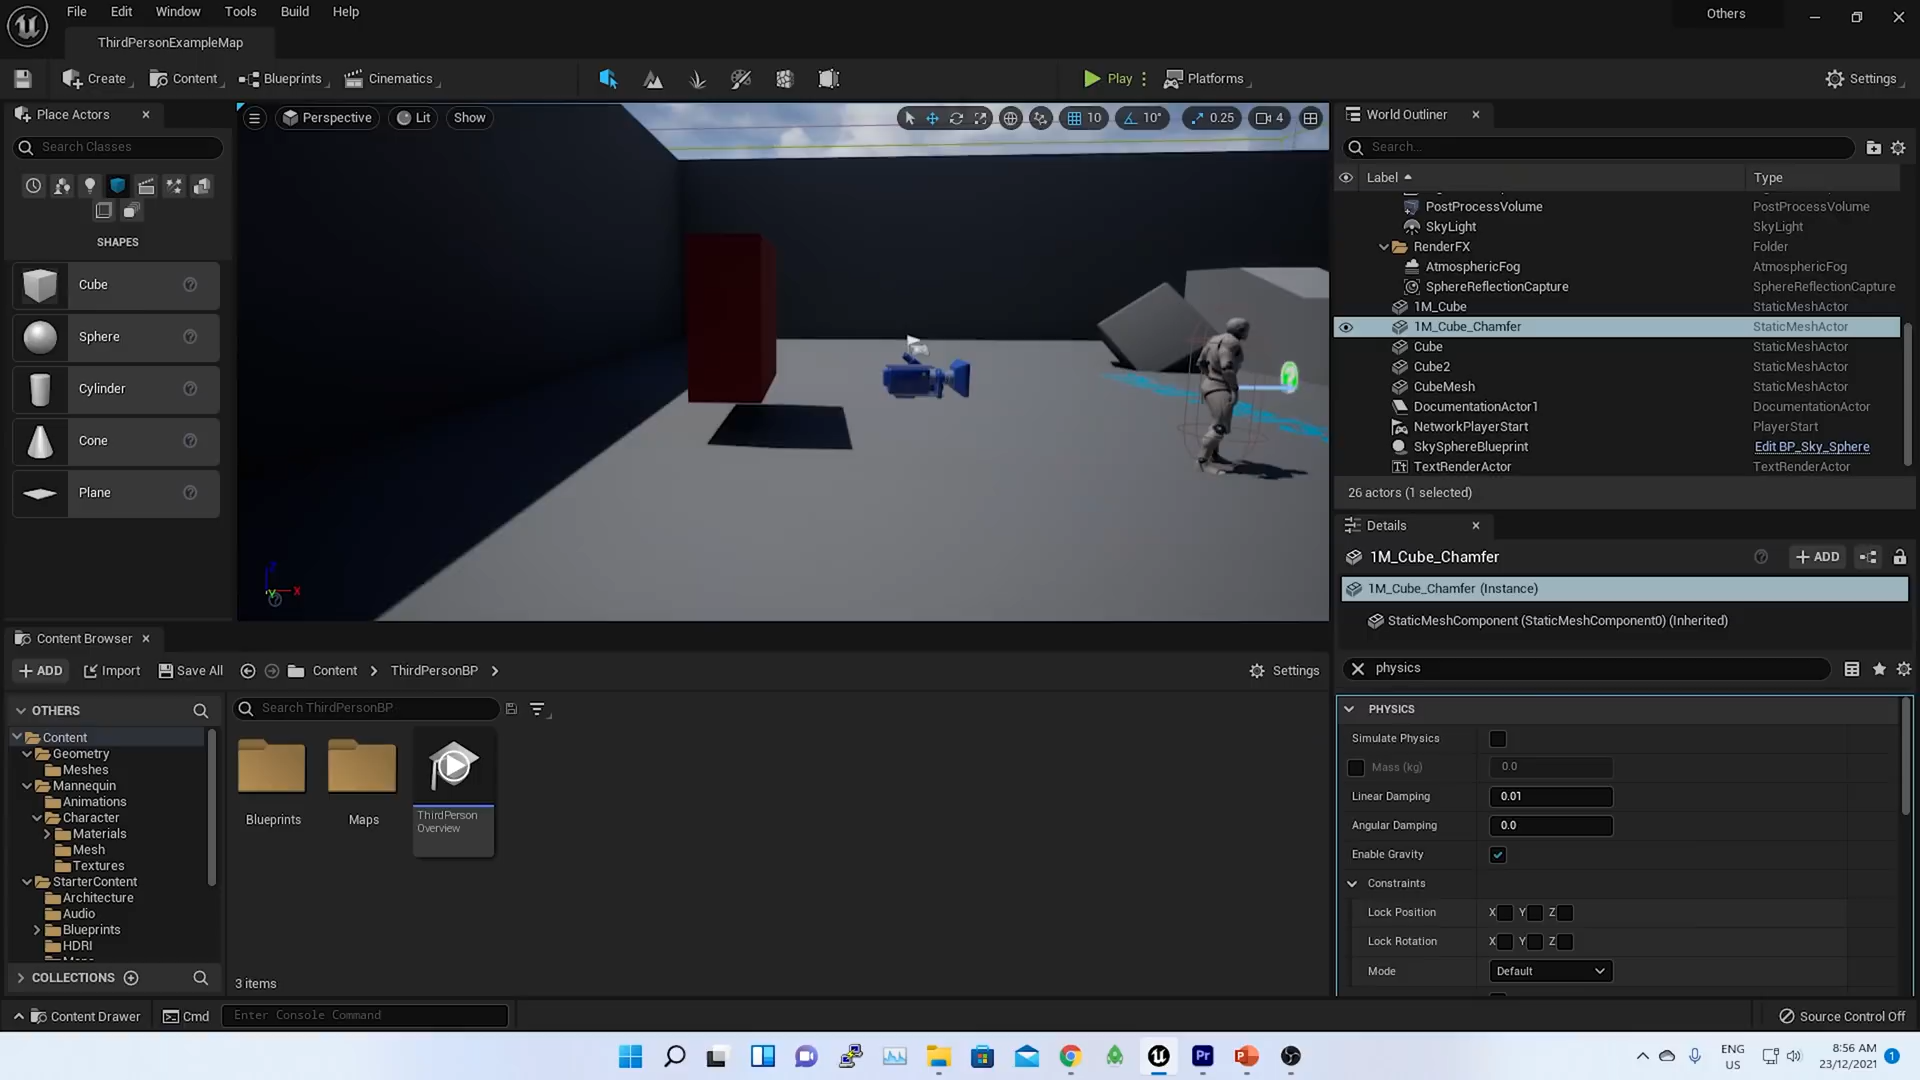 File Edit Window Tools Build Help
Others
ThirdPersonExampleMap
Create Content Blueprints Cinematics Play Platforms Settings
Place Actors
Search Classes
SHAPES
Cube
Sphere
Cylinder
Cone
Plane
Perspective Lit Show
10 10° 0.25 4
World Outliner
Search...
Label Type
PostProcessVolume PostProcessVolume
SkyLight SkyLight
RenderFX Folder
AtmosphericFog AtmosphericFog
SphereReflectionCapture SphereReflectionCapture
1M_Cube StaticMeshActor
1M_Cube_Chamfer StaticMeshActor
Cube StaticMeshActor
Cube2 StaticMeshActor
CubeMesh StaticMeshActor
DocumentationActor1 DocumentationActor
NetworkPlayerStart PlayerStart
SkySphereBlueprint Edit BP_Sky_Sphere
TextRenderActor TextRenderActor
26 actors (1 selected)
Details
1M_Cube_Chamfer
ADD
1M_Cube_Chamfer (Instance)
StaticMeshComponent (StaticMeshComponent0) (Inherited)
physics
PHYSICS
Simulate Physics
Mass (kg) 0.0
Linear Damping 0.01
Angular Damping 0.0
Enable Gravity
Constraints
Lock Position X Y Z
Lock Rotation X Y Z
Mode Default
Z
X
Y
Content Browser
ADD Import Save All Content ThirdPersonBP Settings
OTHERS
Content
Geometry
Meshes
Mannequin
Animations
Character
Materials
Mesh
Textures
StarterContent
Architecture
Audio
Blueprints
HDRI
COLLECTIONS
Search ThirdPersonBP
Blueprints
Maps
ThirdPerson
Overview
3 items
Content Drawer Cmd Enter Console Command
Source Control Off
Pr
P
ENG
US
8:56 AM
23/12/2021
1